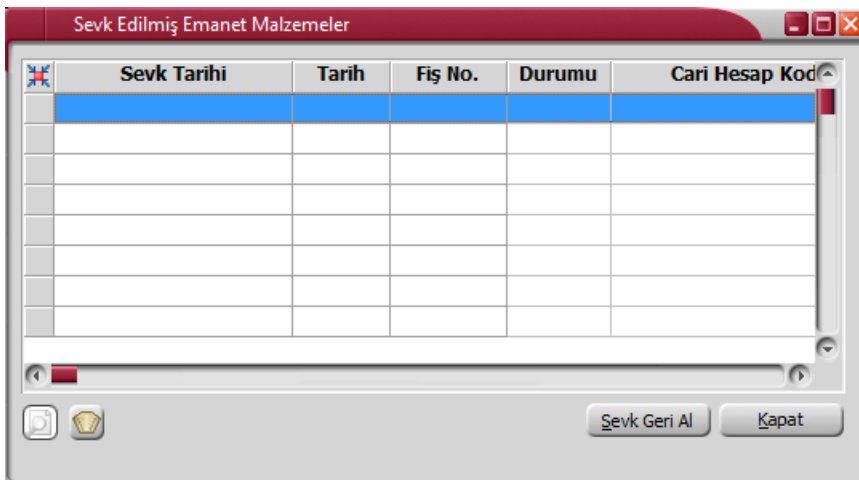 Sevk Edilmiş Emanet Malzemeler
Sevk Tarihi Tarih Fiş No. Durumu Cari Hesap Kod
Sevk Geri Al Kapat